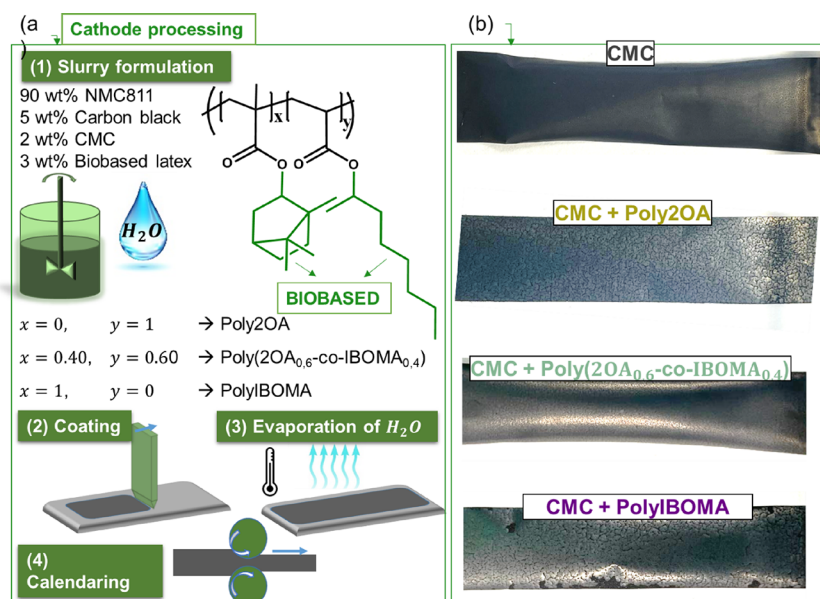 (a
)
Cathode processing
(1) Slurry formulation
90 wt% NMC811
5 wt% Carbon black
2 wt% CMC
3 wt% Biobased latex
x
y
O
O
O
O
H₂O
BIOBASED
x = 0, y = 1 → Poly2OA
x = 0.40, y = 0.60 → Poly(2OA₀,₆-co-IBOMA₀,₄)
x = 1, y = 0 → PolyIBOMA
(2) Coating
(3) Evaporation of H₂O
(4)
Calendaring
(b)
CMC
CMC + Poly2OA
CMC + Poly(2OA₀.₆-co-IBOMA₀.₄)
CMC + PolyIBOMA